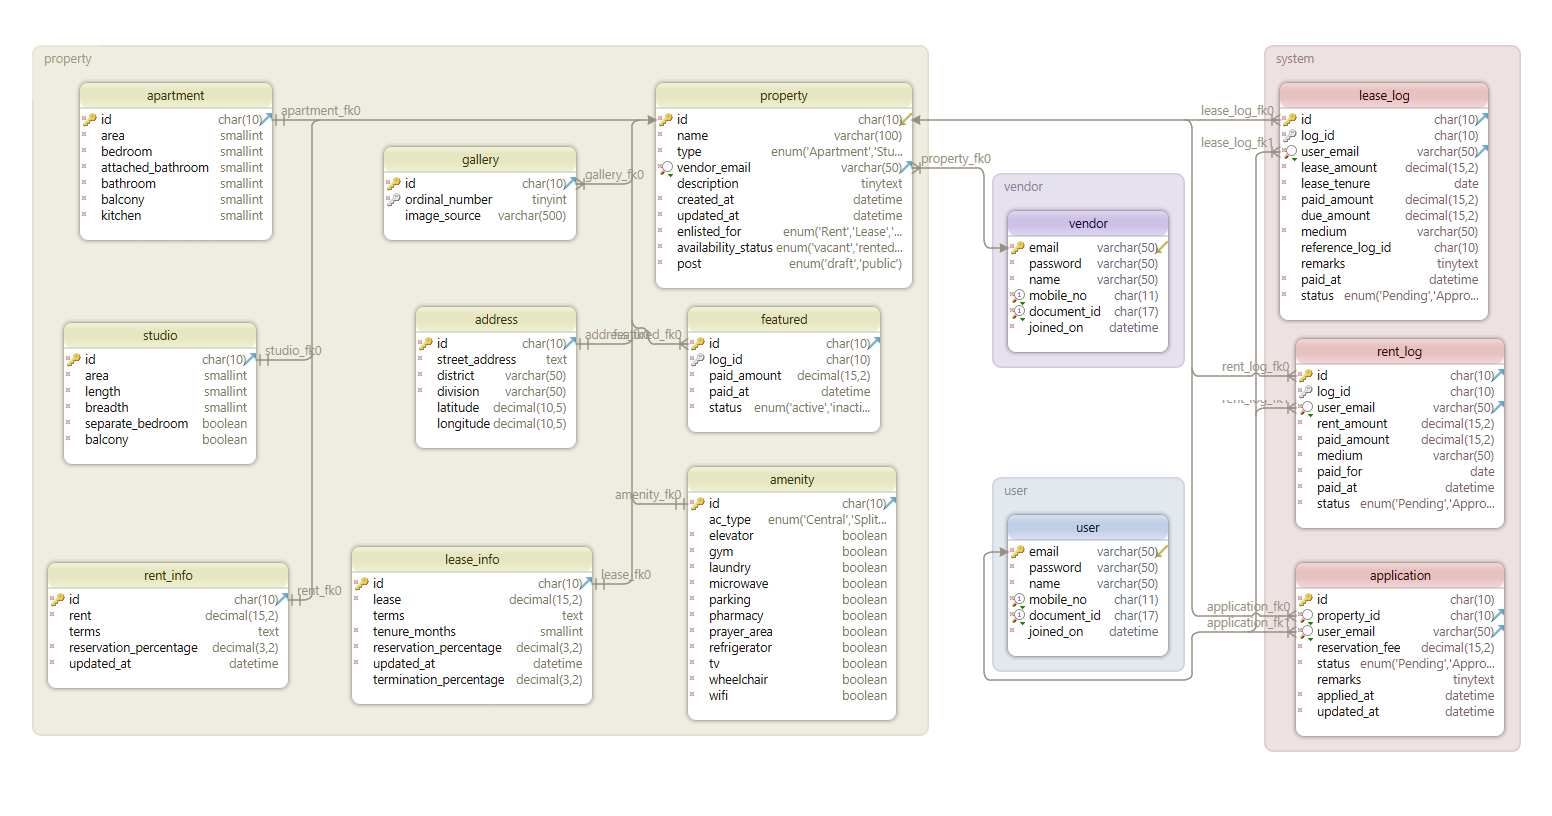 property
apartment
id char(10)
area smallint
bedroom smallint
attached_bathroom smallint
bathroom smallint
balcony smallint
kitchen smallint
apartment_fk0
gallery
id char(10)
ordinal_number tinyint
image_source varchar(500)
gallery_fk0
property
id char(10)
name varchar(100)
type enum('Apartment','Stu...
vendor_email varchar(50)
description tinytext
created_at datetime
updated_at datetime
enlisted_for enum('Rent','Lease','...
availability_status enum('vacant','rented...
post enum('draft','public')
property_fk0
studio
id char(10)
area smallint
length smallint
breadth smallint
separate_bedroom boolean
balcony boolean
studio_fk0
address
id char(10)
street_address text
district varchar(50)
division varchar(50)
latitude decimal(10,5)
longitude decimal(10,5)
address_fk0
featured_fk0
featured
id char(10)
log_id char(10)
paid_amount decimal(15,2)
paid_at datetime
status enum('active','inacti...
rent_info
id char(10)
rent decimal(15,2)
terms text
reservation_percentage decimal(3,2)
updated_at datetime
rent_fk0
lease_info
id char(10)
lease decimal(15,2)
terms text
tenure_months smallint
reservation_percentage decimal(3,2)
updated_at datetime
termination_percentage decimal(3,2)
lease_fk0
amenity_fk0
amenity
id char(10)
ac_type enum('Central','Split...
elevator boolean
gym boolean
laundry boolean
microwave boolean
parking boolean
pharmacy boolean
prayer_area boolean
refrigerator boolean
tv boolean
wheelchair boolean
wifi boolean
vendor
vendor
email varchar(50)
password varchar(50)
name varchar(50)
mobile_no char(11)
document_id char(17)
joined_on datetime
user
user
email varchar(50)
password varchar(50)
name varchar(50)
mobile_no char(11)
document_id char(17)
joined_on datetime
system
lease_log_fk0
lease_log_fk1
lease_log
id char(10)
log_id char(10)
user_email varchar(50)
lease_amount decimal(15,2)
lease_tenure date
paid_amount decimal(15,2)
due_amount decimal(15,2)
medium varchar(50)
reference_log_id char(10)
remarks tinytext
paid_at datetime
status enum('Pending','Appro...
rent_log_fk0
rent_log_fk1
rent_log
id char(10)
log_id char(10)
user_email varchar(50)
rent_amount decimal(15,2)
paid_amount decimal(15,2)
medium varchar(50)
paid_for date
paid_at datetime
status enum('Pending','Appro...
application_fk0
application_fk1
application
id char(10)
property_id char(10)
user_email varchar(50)
reservation_fee decimal(15,2)
status enum('Pending','Appro...
remarks tinytext
applied_at datetime
updated_at datetime